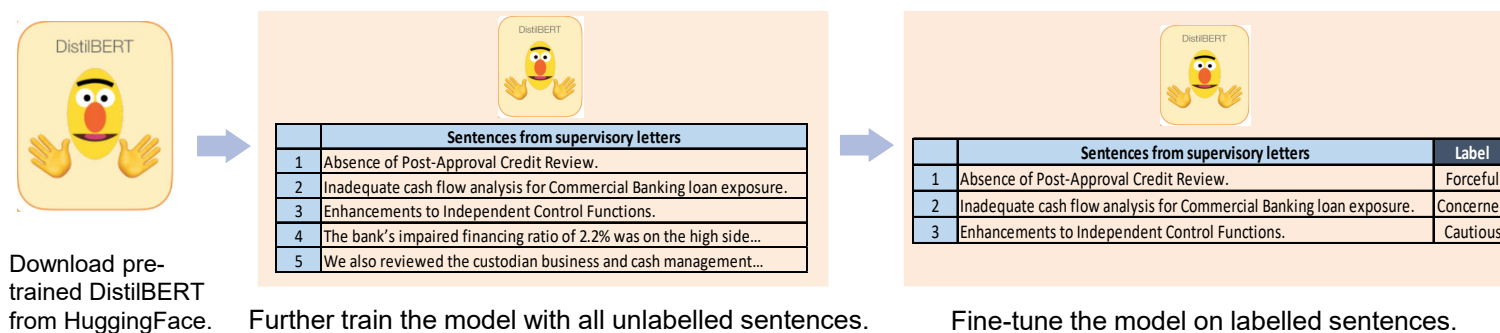 DistilBERT
Download pre-
trained DistilBERT
from HuggingFace.
DistilBERT
Sentences from supervisory letters
1 Absence of Post-Approval Credit Review.
2 Inadequate cash flow analysis for Commercial Banking loan exposure.
3 Enhancements to Independent Control Functions.
4 The bank's impaired financing ratio of 2.2% was on the high side…
5 We also reviewed the custodian business and cash management…
Further train the model with all unlabelled sentences.
DistilBERT
Sentences from supervisory letters Label
1 Absence of Post-Approval Credit Review. Forceful
2 Inadequate cash flow analysis for Commercial Banking loan exposure. Concerne
3 Enhancements to Independent Control Functions. Cautious
Fine-tune the model on labelled sentences.